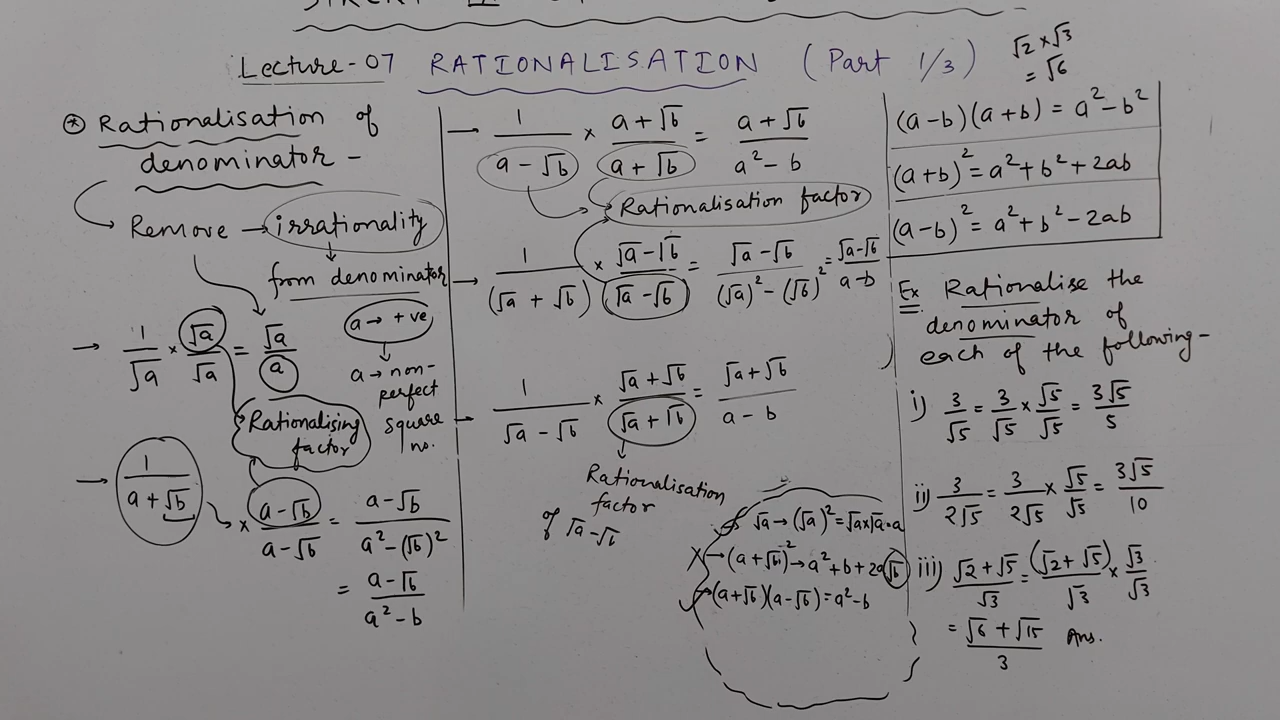 Lecture-07 RATIONALISATION (Part 1/3)
√2 × √3
= √6
⊛ Rationalisation of
denominator -
Remove → irrationality
from denominator
→ 1/√a × √a/√a = √a/a
a → +ve
a → non-
perfect
square
no.
Rationalising
factor
→ 1/(a + √b) × (a - √b)/(a - √b) = (a - √b)/(a² - (√b)²)
= (a - √b)/(a² - b)
→ 1/(a - √b) × (a + √b)/(a + √b) = (a + √b)/(a² - b)
Rationalisation factor
→ 1/(√a + √b) × (√a - √b)/(√a - √b) = (√a - √b)/((√a)² - (√b)²) = (√a - √b)/(a - b)
→ 1/(√a - √b) × (√a + √b)/(√a + √b) = (√a + √b)/(a - b)
Rationalisation
factor
of √a - √b
√a → (√a)² = √a × √a = a
× → (a + √b)² → a² + b + 2a√b
→ (a + √b)(a - √b) = a² - b
(a - b)(a + b) = a² - b²
(a + b)² = a² + b² + 2ab
(a - b)² = a² + b² - 2ab
Ex Rationalise the
denominator of
each of the following -
i) 3/√5 = 3/√5 × √5/√5 = 3√5/5
ii) 3/2√5 = 3/2√5 × √5/√5 = 3√5/10
iii) (√2 + √5)/√3 = (√2 + √5)/√3 × √3/√3
= (√6 + √15)/3 Ans.